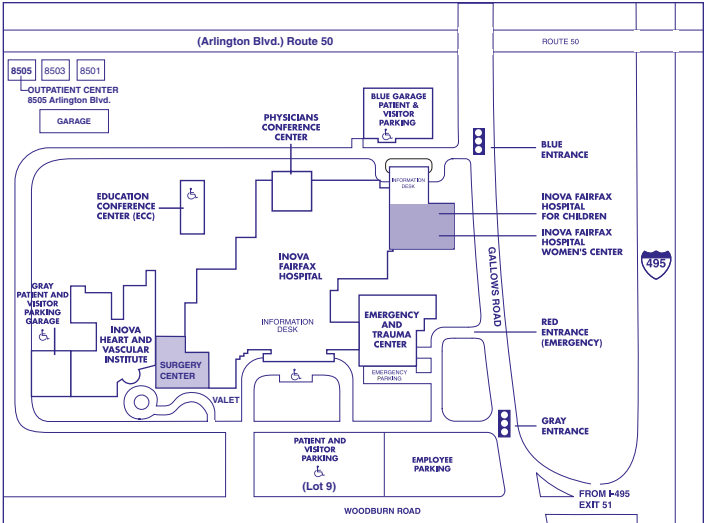 (Arlington Blvd.) Route 50
ROUTE 50
8505
8503
8501
OUTPATIENT CENTER
8505 Arlington Blvd.
GARAGE
BLUE GARAGE
PATIENT &
VISITOR
PARKING
PHYSICIANS
CONFERENCE
CENTER
BLUE
ENTRANCE
INFORMATION
DESK
EDUCATION
CONFERENCE
CENTER (ECC)
INOVA FAIRFAX
HOSPITAL
FOR CHILDREN
INOVA FAIRFAX
HOSPITAL
WOMEN'S CENTER
INOVA
FAIRFAX
HOSPITAL
GALLOWS ROAD
495
GRAY
PATIENT AND
VISITOR
PARKING
GARAGE
INOVA
HEART AND
VASCULAR
INSTITUTE
INFORMATION
DESK
EMERGENCY
AND
TRAUMA
CENTER
RED
ENTRANCE
(EMERGENCY)
SURGERY
CENTER
EMERGENCY
PARKING
VALET
GRAY
ENTRANCE
PATIENT AND
VISITOR
PARKING
(Lot 9)
EMPLOYEE
PARKING
FROM I-495
EXIT 51
WOODBURN ROAD